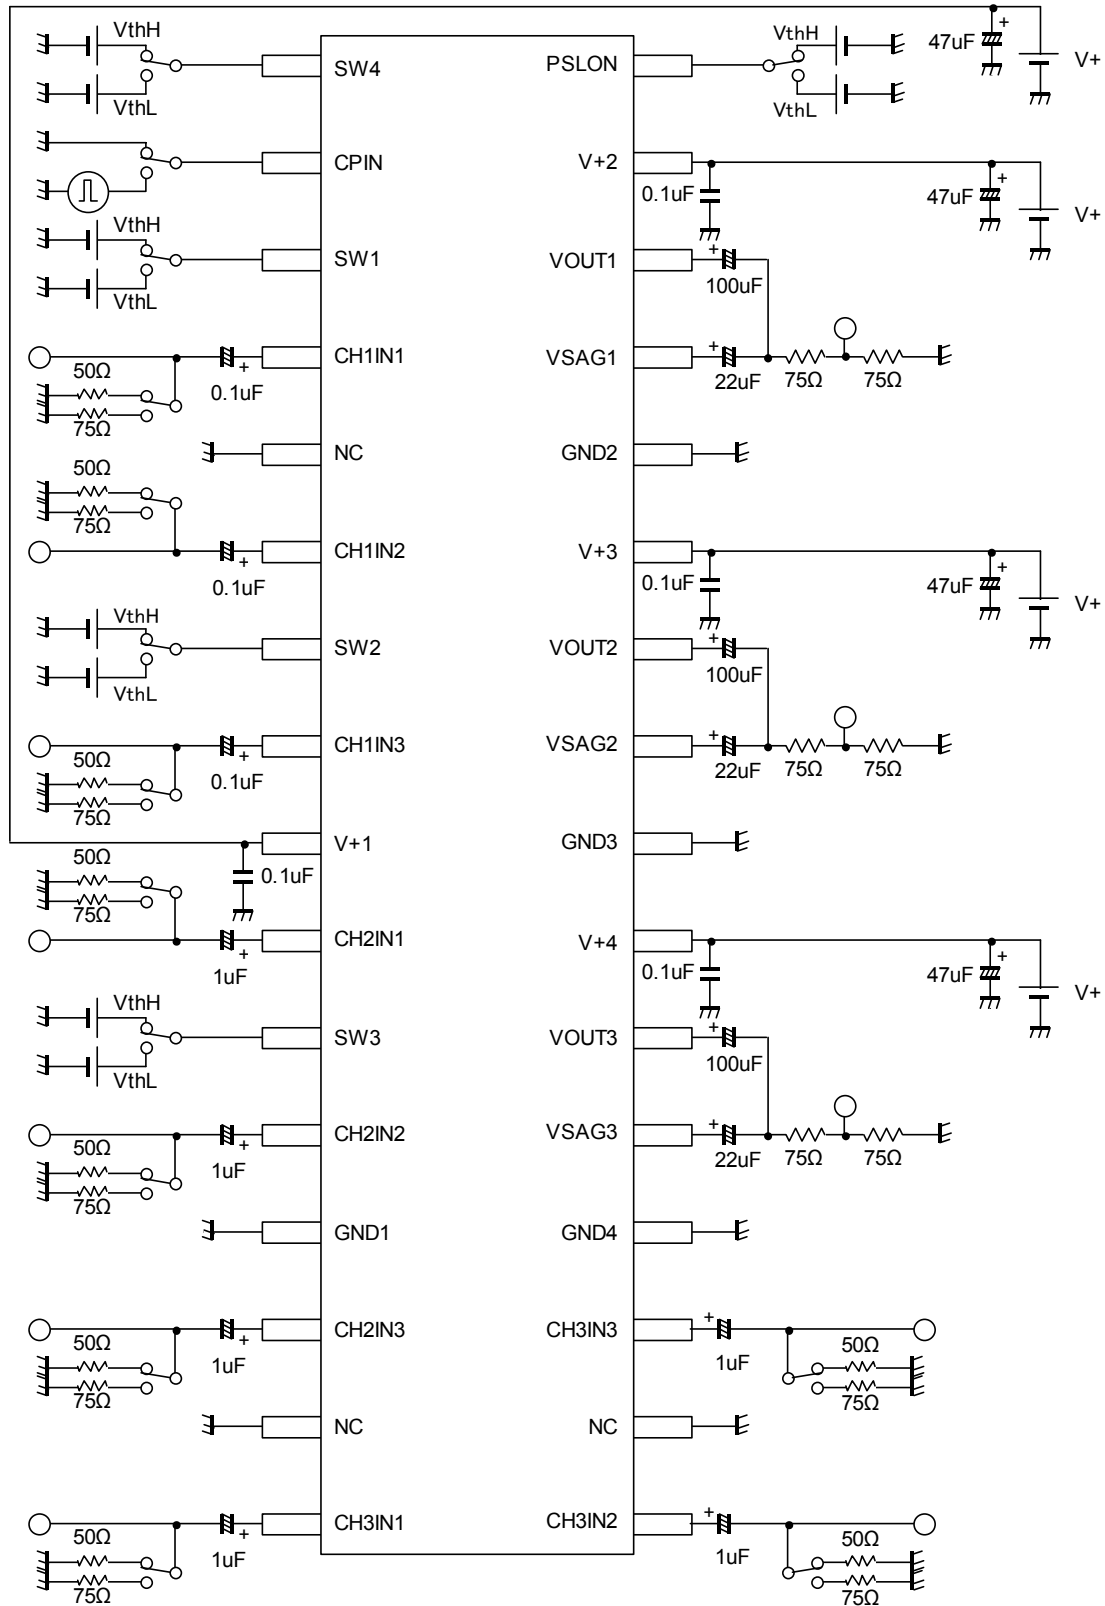 VthH
VthL
SW4
PSLON
VthH
VthL
47uF
+
V+
CPIN
V+2
0.1uF
47uF
+
V+
VthH
VthL
SW1
VOUT1
+
100uF
50Ω
75Ω
0.1uF
+
CH1IN1
VSAG1
+
22uF
75Ω
75Ω
NC
GND2
50Ω
75Ω
0.1uF
+
CH1IN2
V+3
0.1uF
47uF
+
V+
VthH
VthL
SW2
VOUT2
+
100uF
50Ω
75Ω
0.1uF
+
CH1IN3
VSAG2
+
22uF
75Ω
75Ω
V+1
0.1uF
GND3
50Ω
75Ω
1uF
+
CH2IN1
V+4
0.1uF
47uF
+
V+
VthH
VthL
SW3
VOUT3
+
100uF
50Ω
75Ω
1uF
+
CH2IN2
VSAG3
+
22uF
75Ω
75Ω
GND1
GND4
50Ω
75Ω
1uF
+
CH2IN3
CH3IN3
+
1uF
50Ω
75Ω
NC
NC
50Ω
75Ω
1uF
+
CH3IN1
CH3IN2
+
1uF
50Ω
75Ω